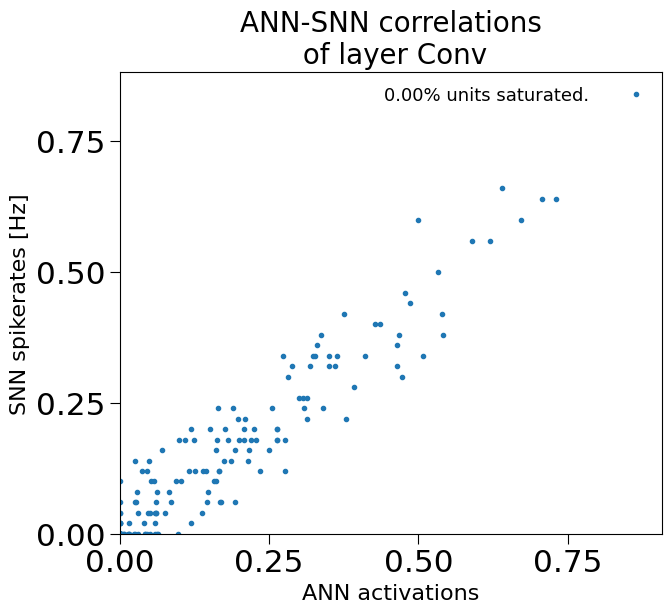 ANN-SNN correlations
of layer Conv
0.00% units saturated.
SNN spikerates [Hz]
0.75
0.50
0.25
0.00
0.00 0.25 0.50 0.75
ANN activations